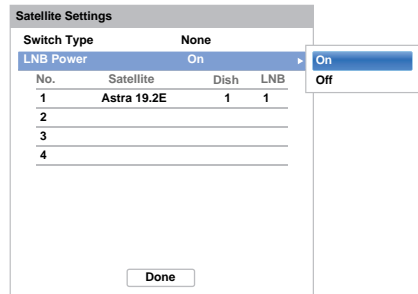 Satellite Settings
Switch Type None
LNB Power On
On
Off
No. Satellite Dish LNB
1 Astra 19.2E 1 1
2
3
4
Done